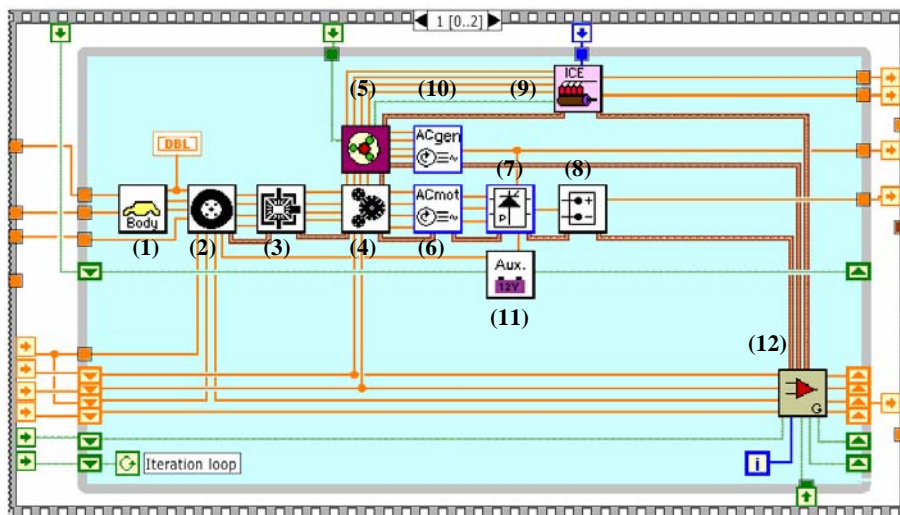 1 [0..2]
ICE
(5)
(10)
(9)
DBL
ACgen
(7)
(8)
Body
ACmot
P
(1)
(2)
(3)
(4)
(6)
Aux.
12V
(11)
(12)
G
Iteration loop
i